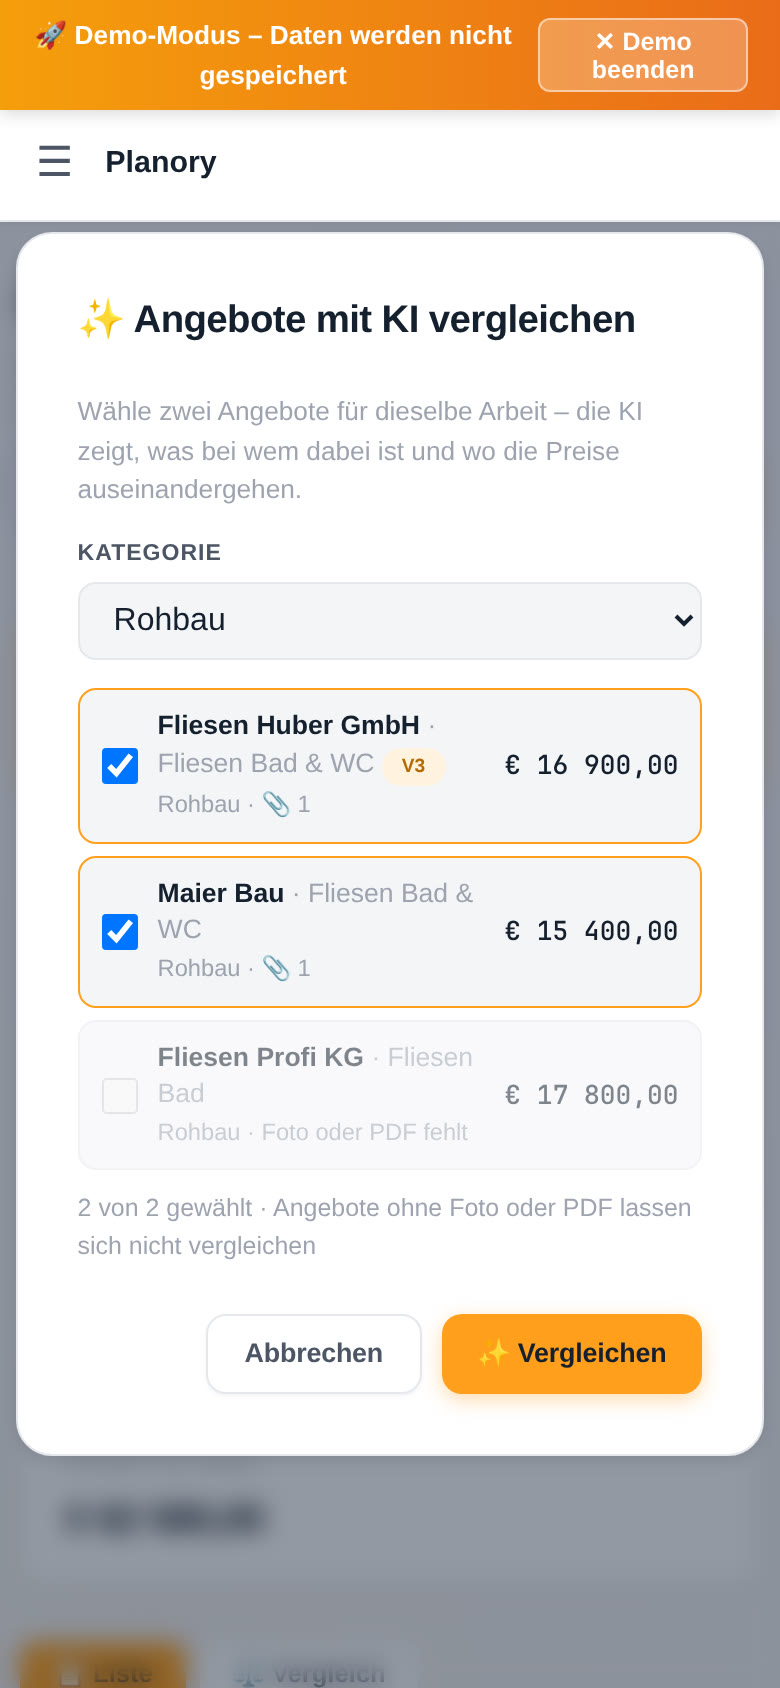 🚀 Demo-Modus – Daten werden nicht
gespeichert
✕ Demo
beenden
☰ Planory
✨ Angebote mit KI vergleichen
Wähle zwei Angebote für dieselbe Arbeit – die KI
zeigt, was bei wem dabei ist und wo die Preise
auseinandergehen.
KATEGORIE
Rohbau
Fliesen Huber GmbH ·
Fliesen Bad & WC V3
€ 16 900,00
Rohbau · 📎 1
Maier Bau · Fliesen Bad &
WC
€ 15 400,00
Rohbau · 📎 1
Fliesen Profi KG · Fliesen
Bad
€ 17 800,00
Rohbau · Foto oder PDF fehlt
2 von 2 gewählt · Angebote ohne Foto oder PDF lassen
sich nicht vergleichen
Abbrechen
✨ Vergleichen
Liste
Vergleich